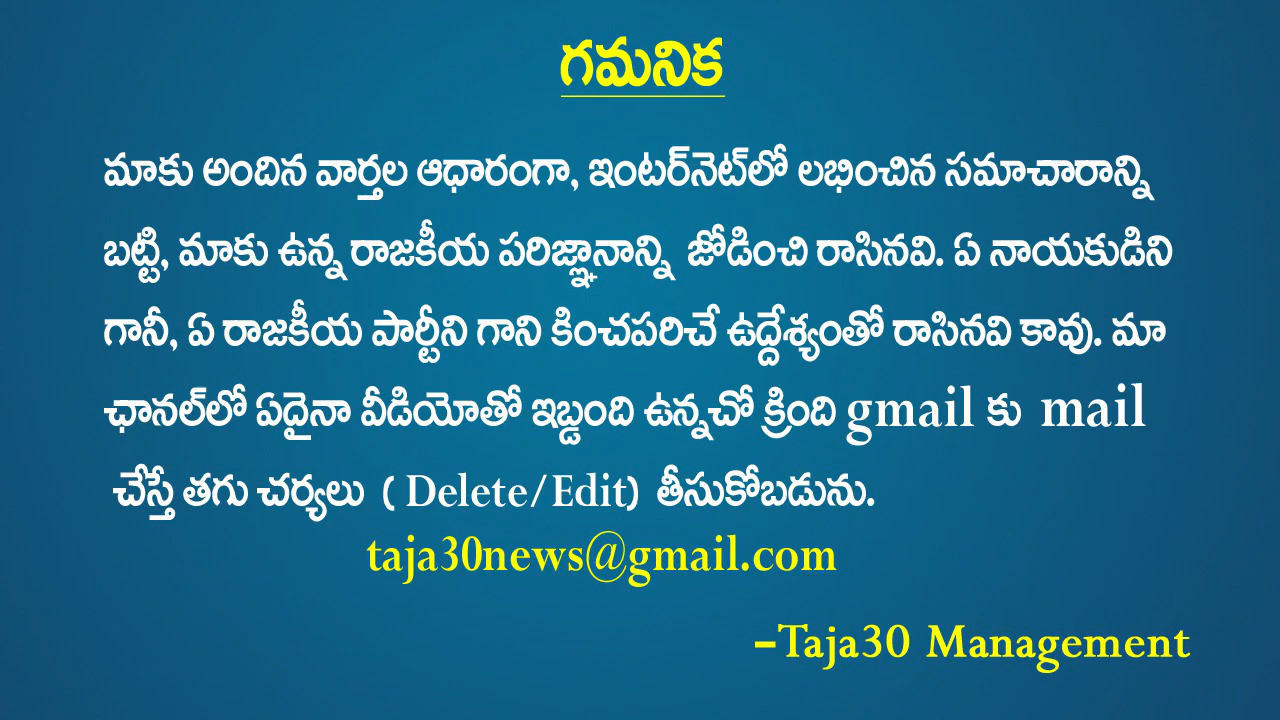 గమనిక
మాకు అందిన వార్తల ఆధారంగా, ఇంటర్‌నెట్‌లో లభించిన సమాచారాన్ని
బట్టి, మాకు ఉన్న రాజకీయ పరిజ్ఞానాన్ని జోడించి రాసినవి. ఏ నాయకుడిని
గానీ, ఏ రాజకీయ పార్టీని గాని కించపరిచే ఉద్దేశ్యంతో రాసినవి కావు. మా
ఛానల్‌లో ఏదైనా వీడియోతో ఇబ్డంది ఉన్నచో క్రింది gmail కు mail
చేస్తే తగు చర్యలు ( Delete/Edit) తీసుకోబడును.
taja30news@gmail.com
-Taja30 Management